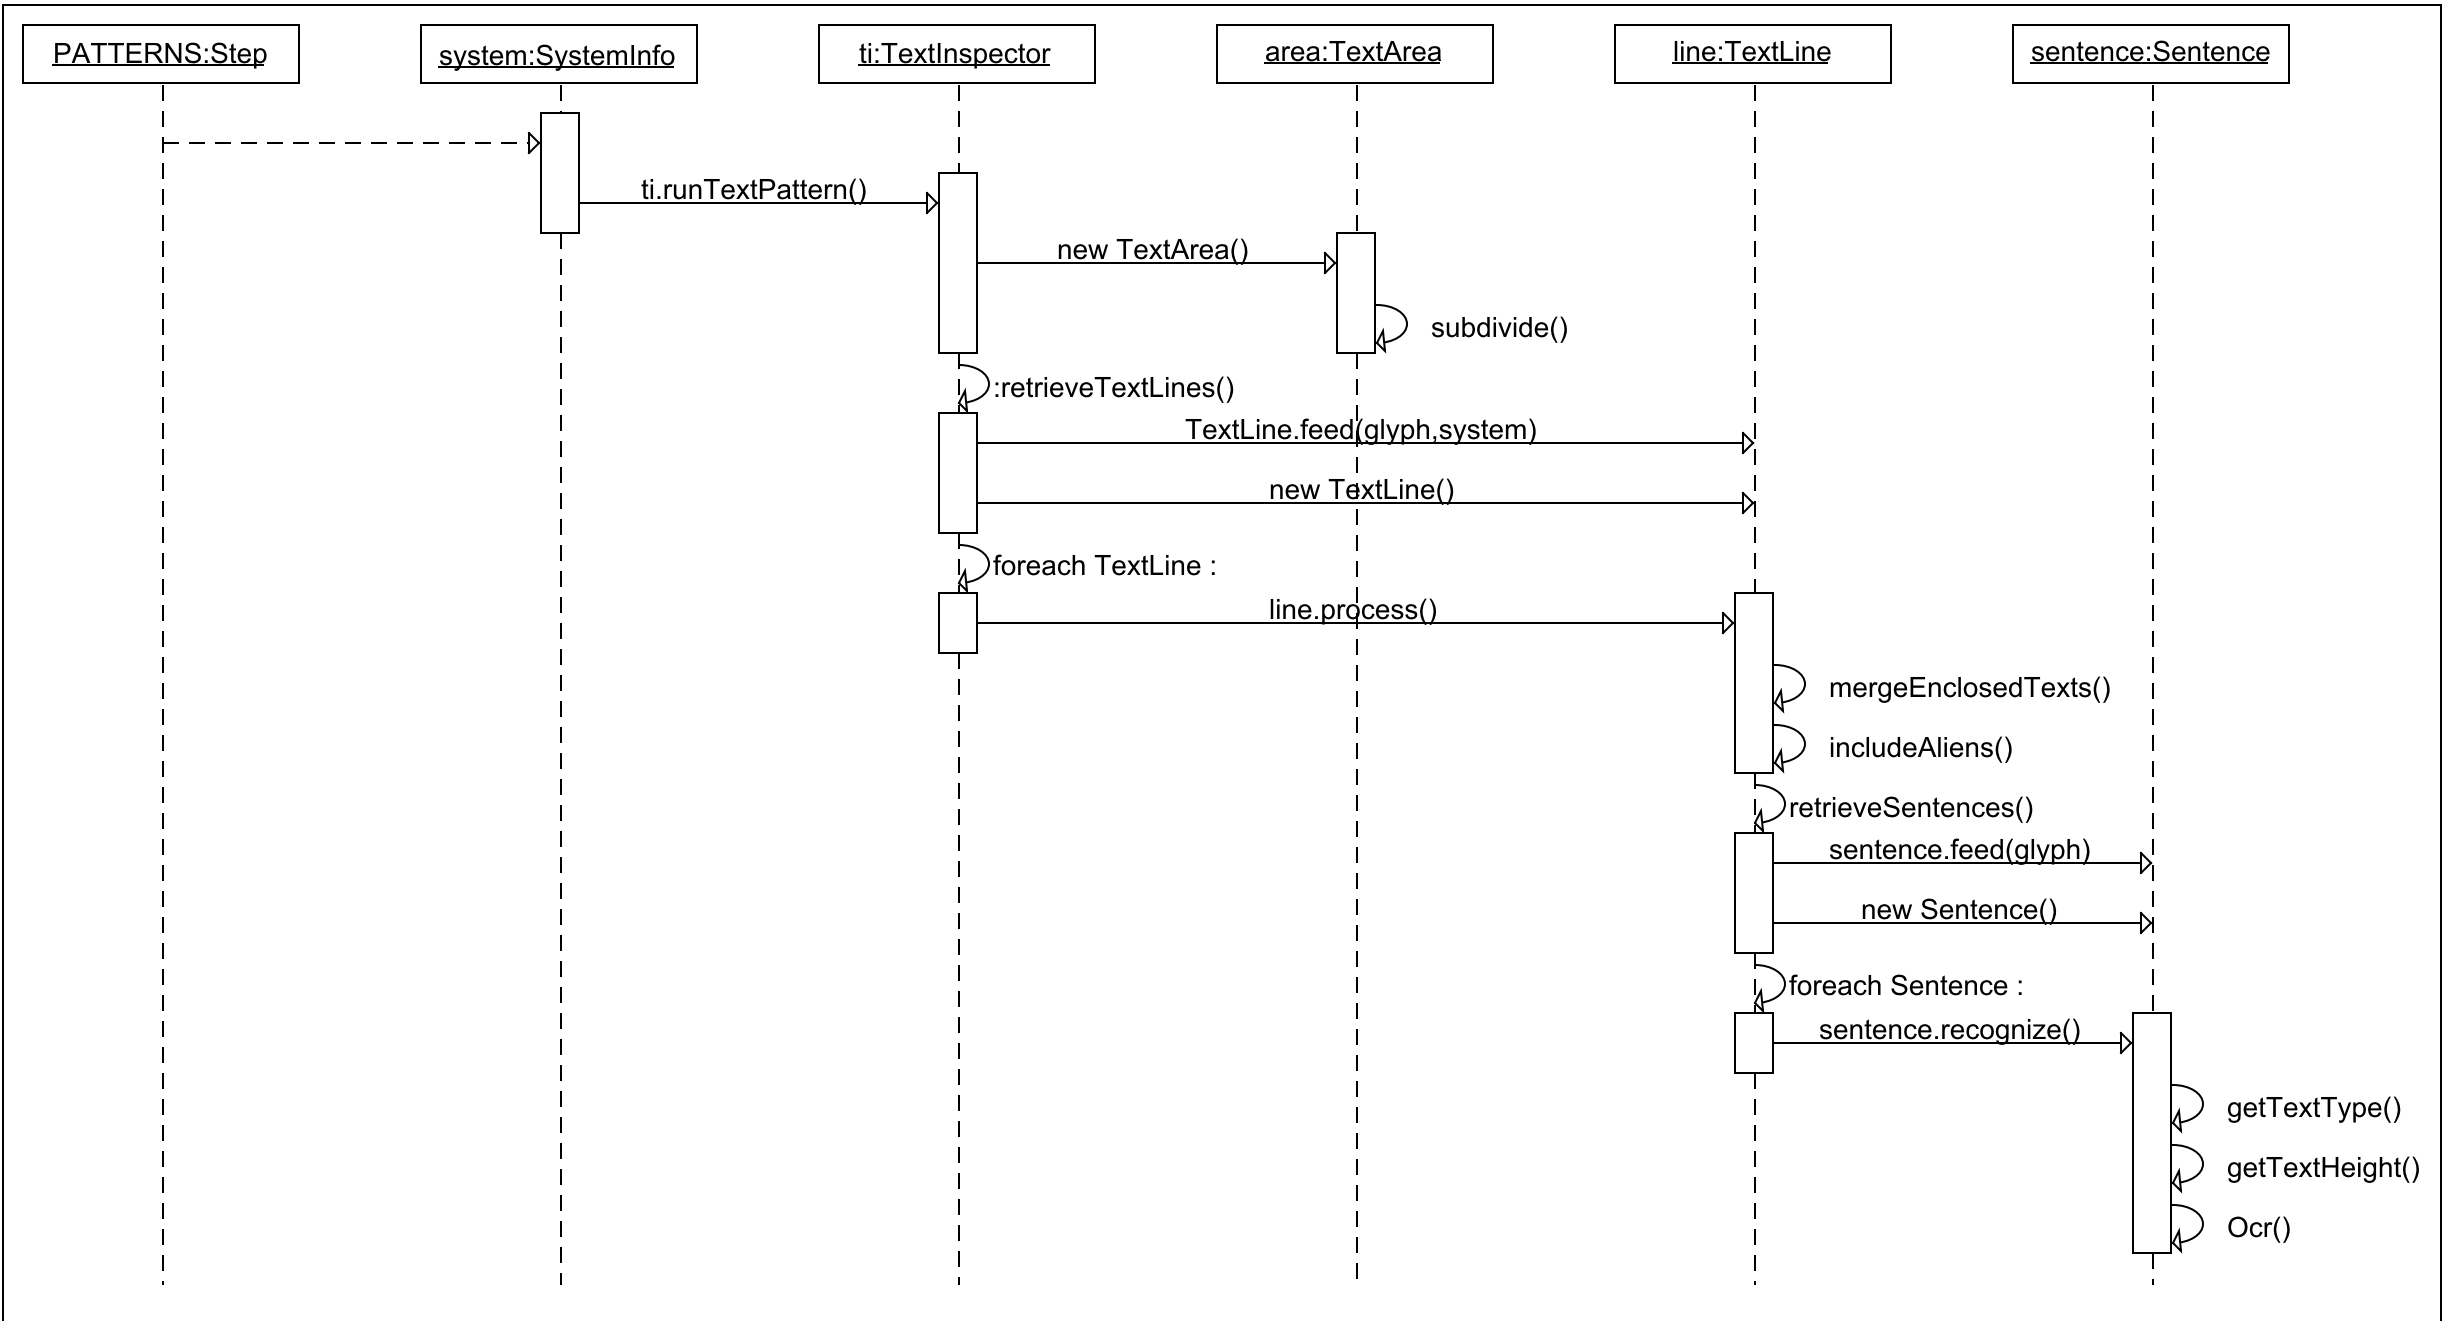 PATTERNS:Step
system:SystemInfo
ti:TextInspector
area:TextArea
line:TextLine
sentence:Sentence
ti.runTextPattern()
new TextArea()
subdivide()
:retrieveTextLines()
TextLine.feed(glyph,system)
new TextLine()
foreach TextLine :
line.process()
mergeEnclosedTexts()
includeAliens()
retrieveSentences()
sentence.feed(glyph)
new Sentence()
foreach Sentence :
sentence.recognize()
getTextType()
getTextHeight()
Ocr()